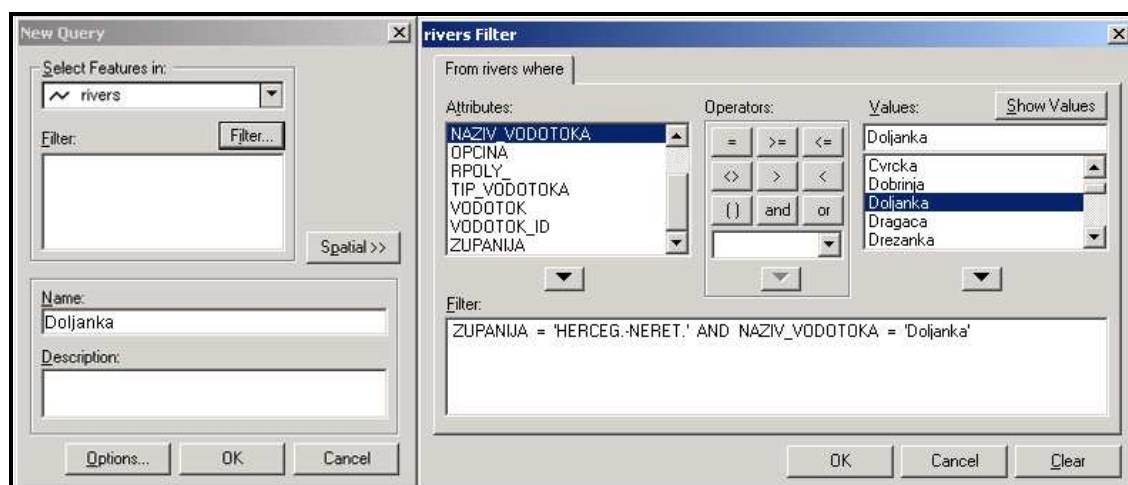 New Query
Select Features in:
rivers
Filter:
Filter...
Spatial >>
Name:
Doljanka
Description:
Options...
OK
Cancel
rivers Filter
From rivers where
Attributes:
NAZIV_VODOTOKA
OPCINA
RPOLY_
TIP_VODOTOKA
VODOTOK
VODOTOK_ID
ZUPANIJA
Operators:
= >= <=
<> > <
() and or
Values:
Show Values
Doljanka
Cvrcka
Dobrinja
Doljanka
Dragaca
Drezanka
Filter:
ZUPANIJA = 'HERCEG.-NERET.' AND NAZIV_VODOTOKA = 'Doljanka'
OK
Cancel
Clear